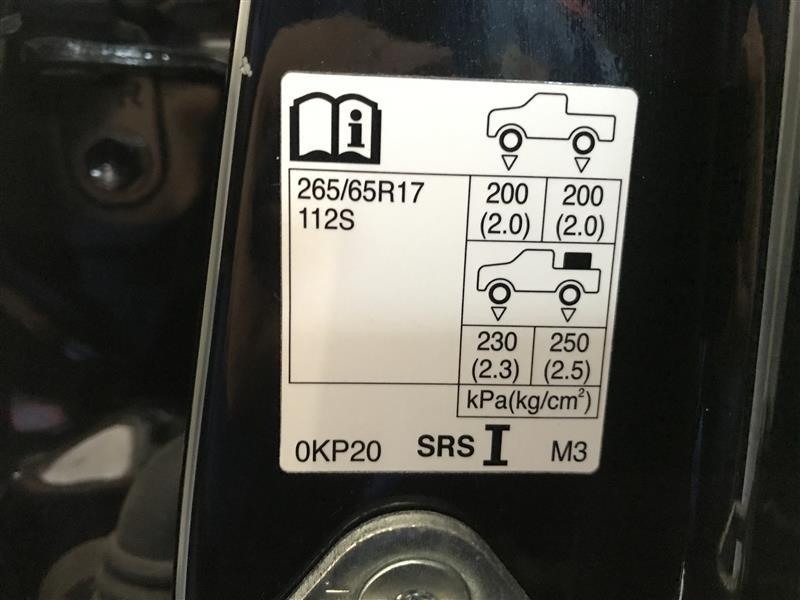 i
265/65R17
112S
200 200
(2.0) (2.0)
230 250
(2.3) (2.5)
kPa(kg/cm²)
0KP20 SRS I M3